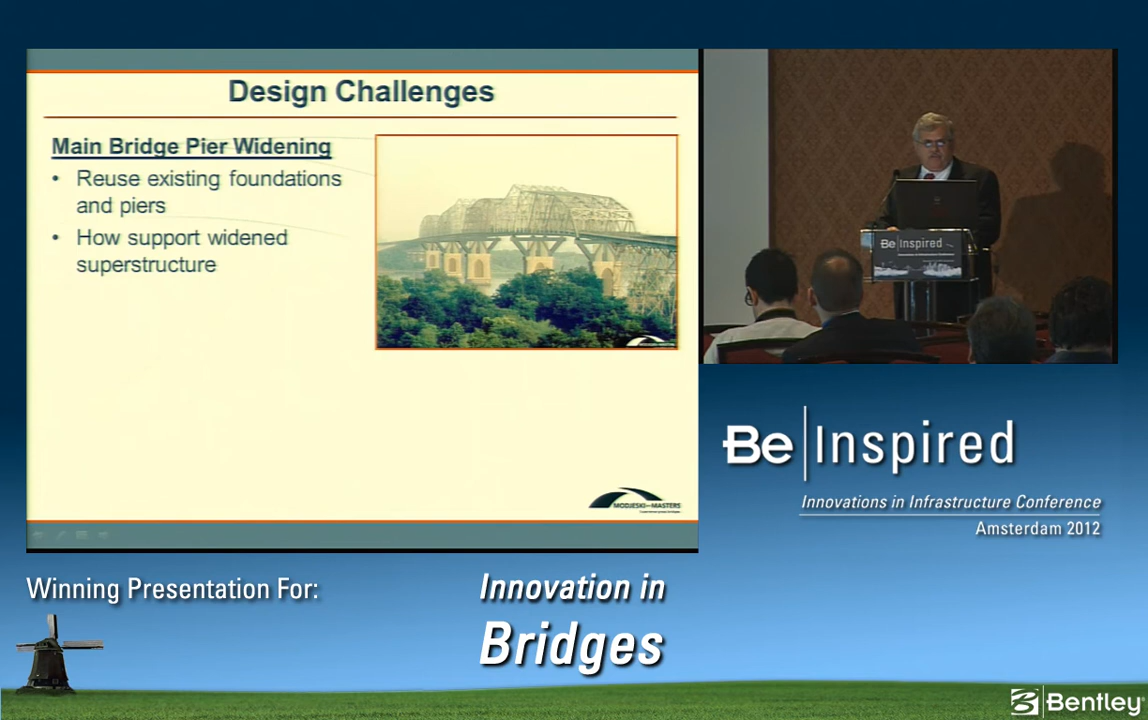 Design Challenges
Main Bridge Pier Widening
• Reuse existing foundations
and piers
• How support widened
superstructure
MODJESKI and MASTERS
Be Inspired
Be Inspired
Innovations in Infrastructure Conference
Amsterdam 2012
Winning Presentation For:
Innovation in
Bridges
Bentley